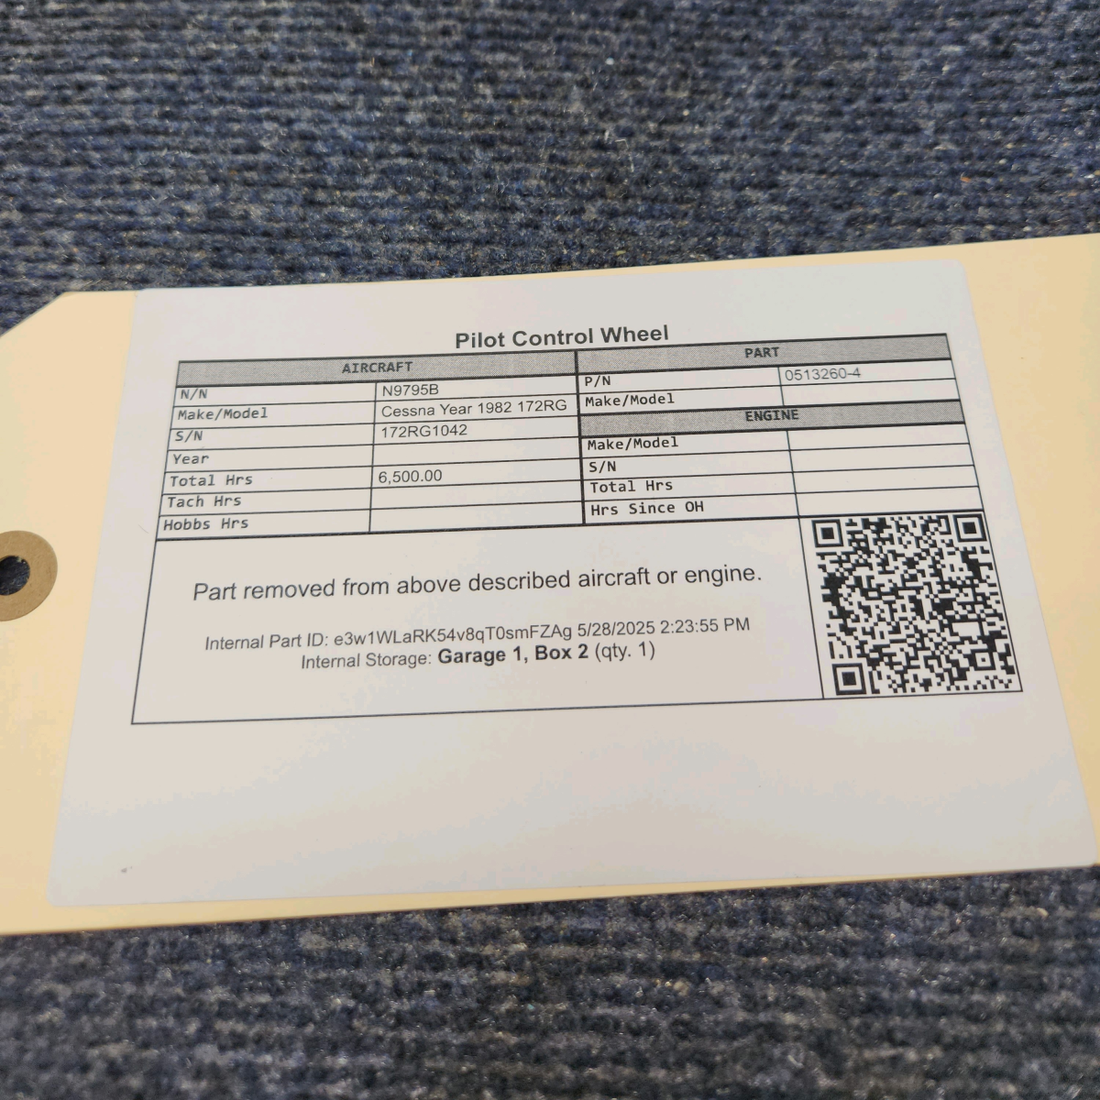 Pilot Control Wheel
AIRCRAFT
N/N N9795B
Make/Model Cessna Year 1982 172RG
S/N 172RG1042
Year
Total Hrs 6,500.00
Tach Hrs
Hobbs Hrs
PART
P/N 0513260-4
Make/Model
ENGINE
Make/Model
S/N
Total Hrs
Hrs Since OH
Part removed from above described aircraft or engine.
Internal Part ID: e3w1WLaRK54v8qT0smFZAg 5/28/2025 2:23:55 PM
Internal Storage: Garage 1, Box 2 (qty. 1)